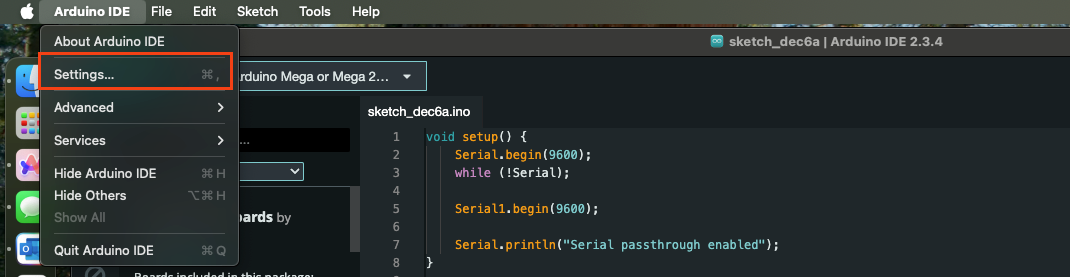 Arduino IDE File Edit Sketch Tools Help
About Arduino IDE
sketch_dec6a | Arduino IDE 2.3.4
Settings... ⌘ ,
rduino Mega or Mega 2...
Advanced
sketch_dec6a.ino
Services
...
Hide Arduino IDE ⌘ H
Hide Others ⌥⌘ H
Show All
ards by
Quit Arduino IDE ⌘ Q
Boards included in this package:
1 void setup() {
2 Serial.begin(9600);
3 while (!Serial);
4
5 Serial1.begin(9600);
6
7 Serial.println("Serial passthrough enabled");
8 }